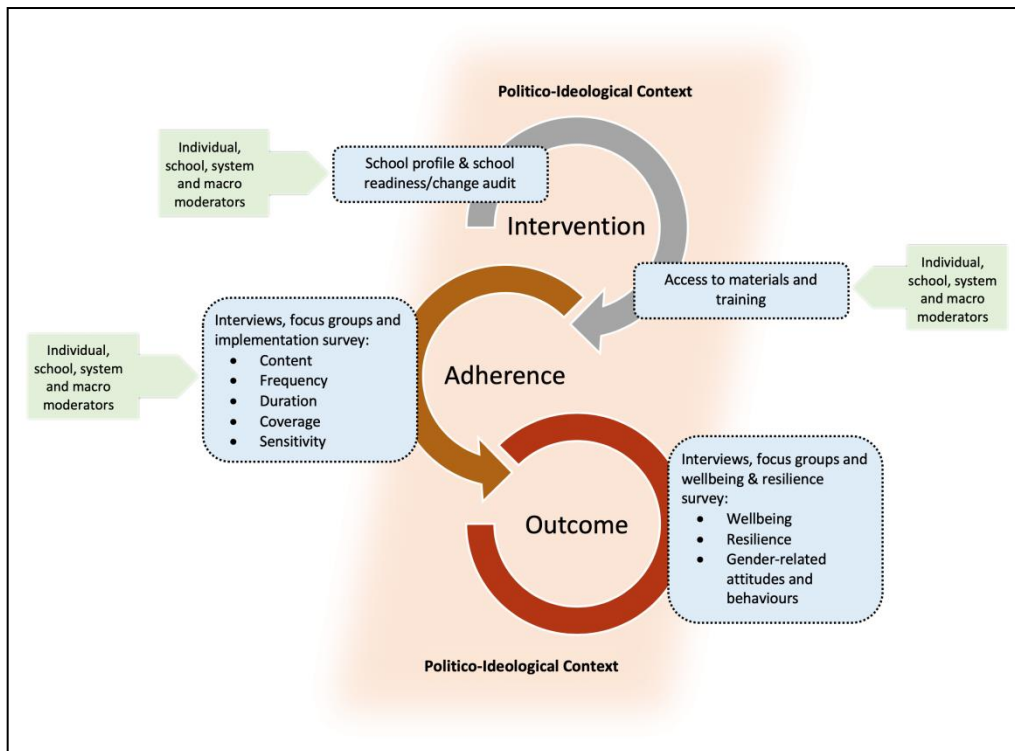 Politico-Ideological Context
Individual,
school, system
and macro
moderators
School profile & school
readiness/change audit
Intervention
Access to materials and
training
Individual,
school, system
and macro
moderators
Individual,
school, system
and macro
moderators
Interviews, focus groups and
implementation survey:
• Content
• Frequency
• Duration
• Coverage
• Sensitivity
Adherence
Interviews, focus groups and
wellbeing & resilience
survey:
• Wellbeing
• Resilience
• Gender-related
attitudes and
behaviours
Outcome
Politico-Ideological Context